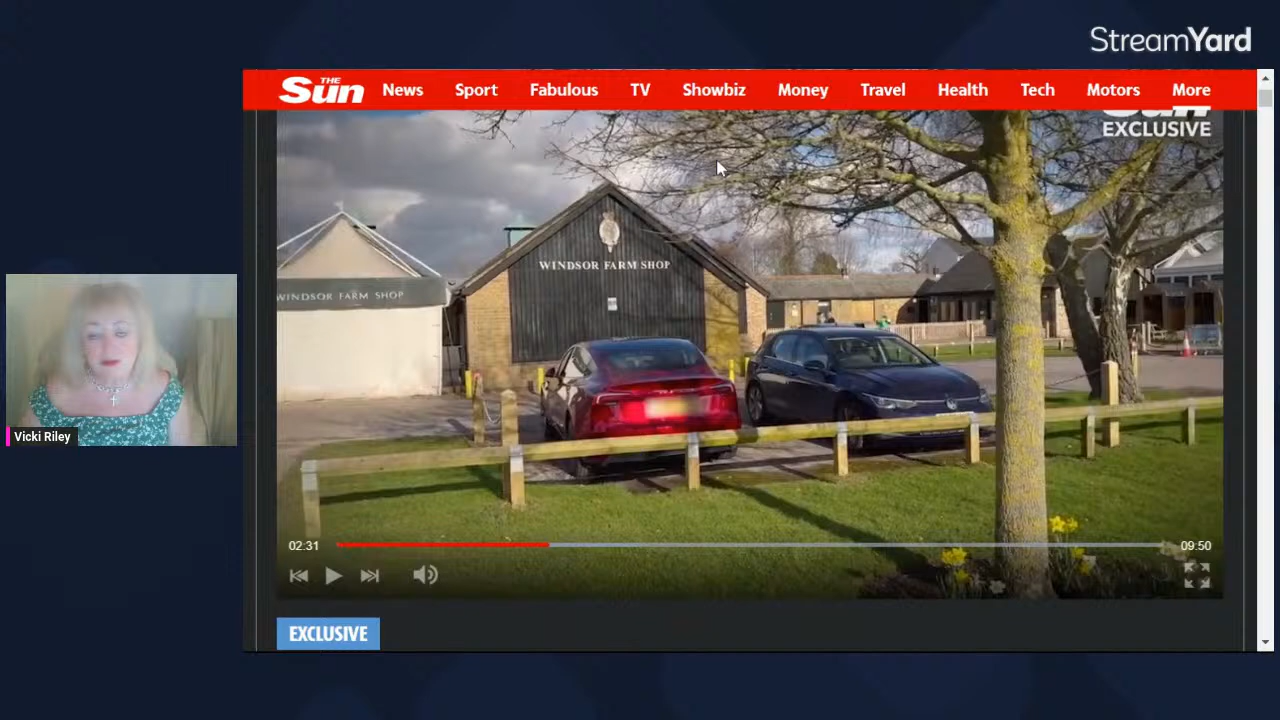 StreamYard
THE Sun News Sport Fabulous TV Showbiz Money Travel Health Tech Motors More
EXCLUSIVE
WINDSOR FARM SHOP
WINDSOR FARM SHOP
Vicki Riley
02:31
09:50
EXCLUSIVE